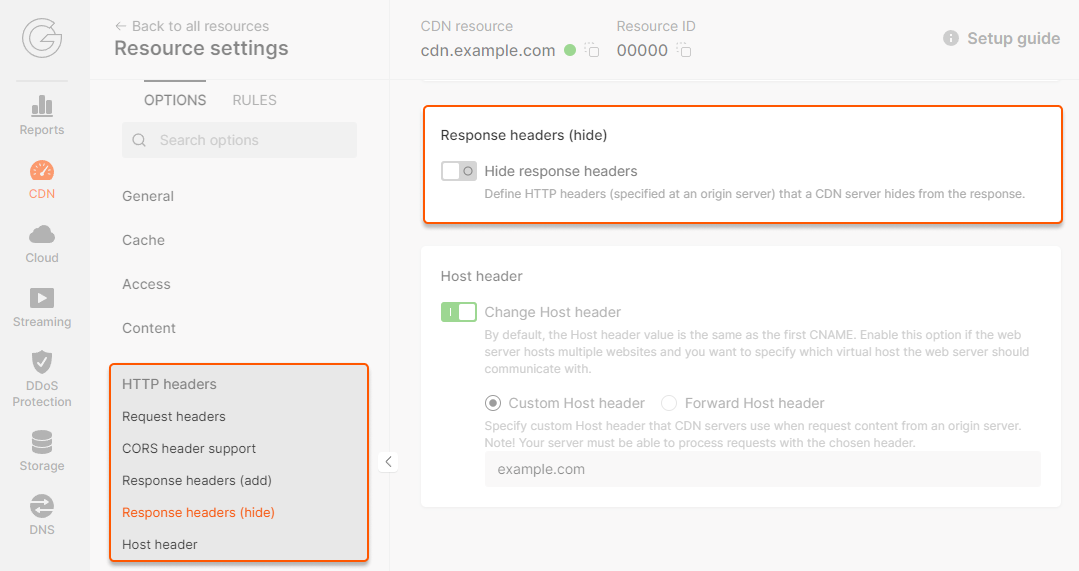 Reports
CDN
Cloud
Streaming
DDoS
Protection
Storage
DNS
← Back to all resources
Resource settings
OPTIONS
RULES
Search options
General
Cache
Access
Content
HTTP headers
Request headers
CORS header support
Response headers (add)
Response headers (hide)
Host header
CDN resource
cdn.example.com
Resource ID
00000
Setup guide
Response headers (hide)
Hide response headers
Define HTTP headers (specified at an origin server) that a CDN server hides from the response.
Host header
Change Host header
By default, the Host header value is the same as the first CNAME. Enable this option if the web
server hosts multiple websites and you want to specify which virtual host the web server should
communicate with.
Custom Host header
Forward Host header
Specify custom Host header that CDN servers use when request content from an origin server.
Note! Your server must be able to process requests with the chosen header.
example.com